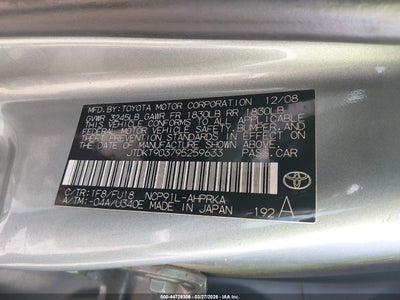 MFD. BY: TOYOTA MOTOR CORPORATION 12/08
GVWR 3245LB GAWR FR 1830LB RR 1830LB
THIS VEHICLE CONFORMS TO ALL APPLICABLE
FEDERAL MOTOR VEHICLE SAFETY, BUMPER, AND
THEFT PREVENTION STANDARDS IN EFFECT ON THE DATE
OF MANUFACTURE SHOWN ABOVE.
JTDKT903795259633 PASS. CAR
C/TR: 1F8/FU18 NCP91L-AHPRKA
A/TM: -04A/U340E MADE IN JAPAN -192 A
TOYOTA
000-44726306 - 03/27/2026 - IAAI